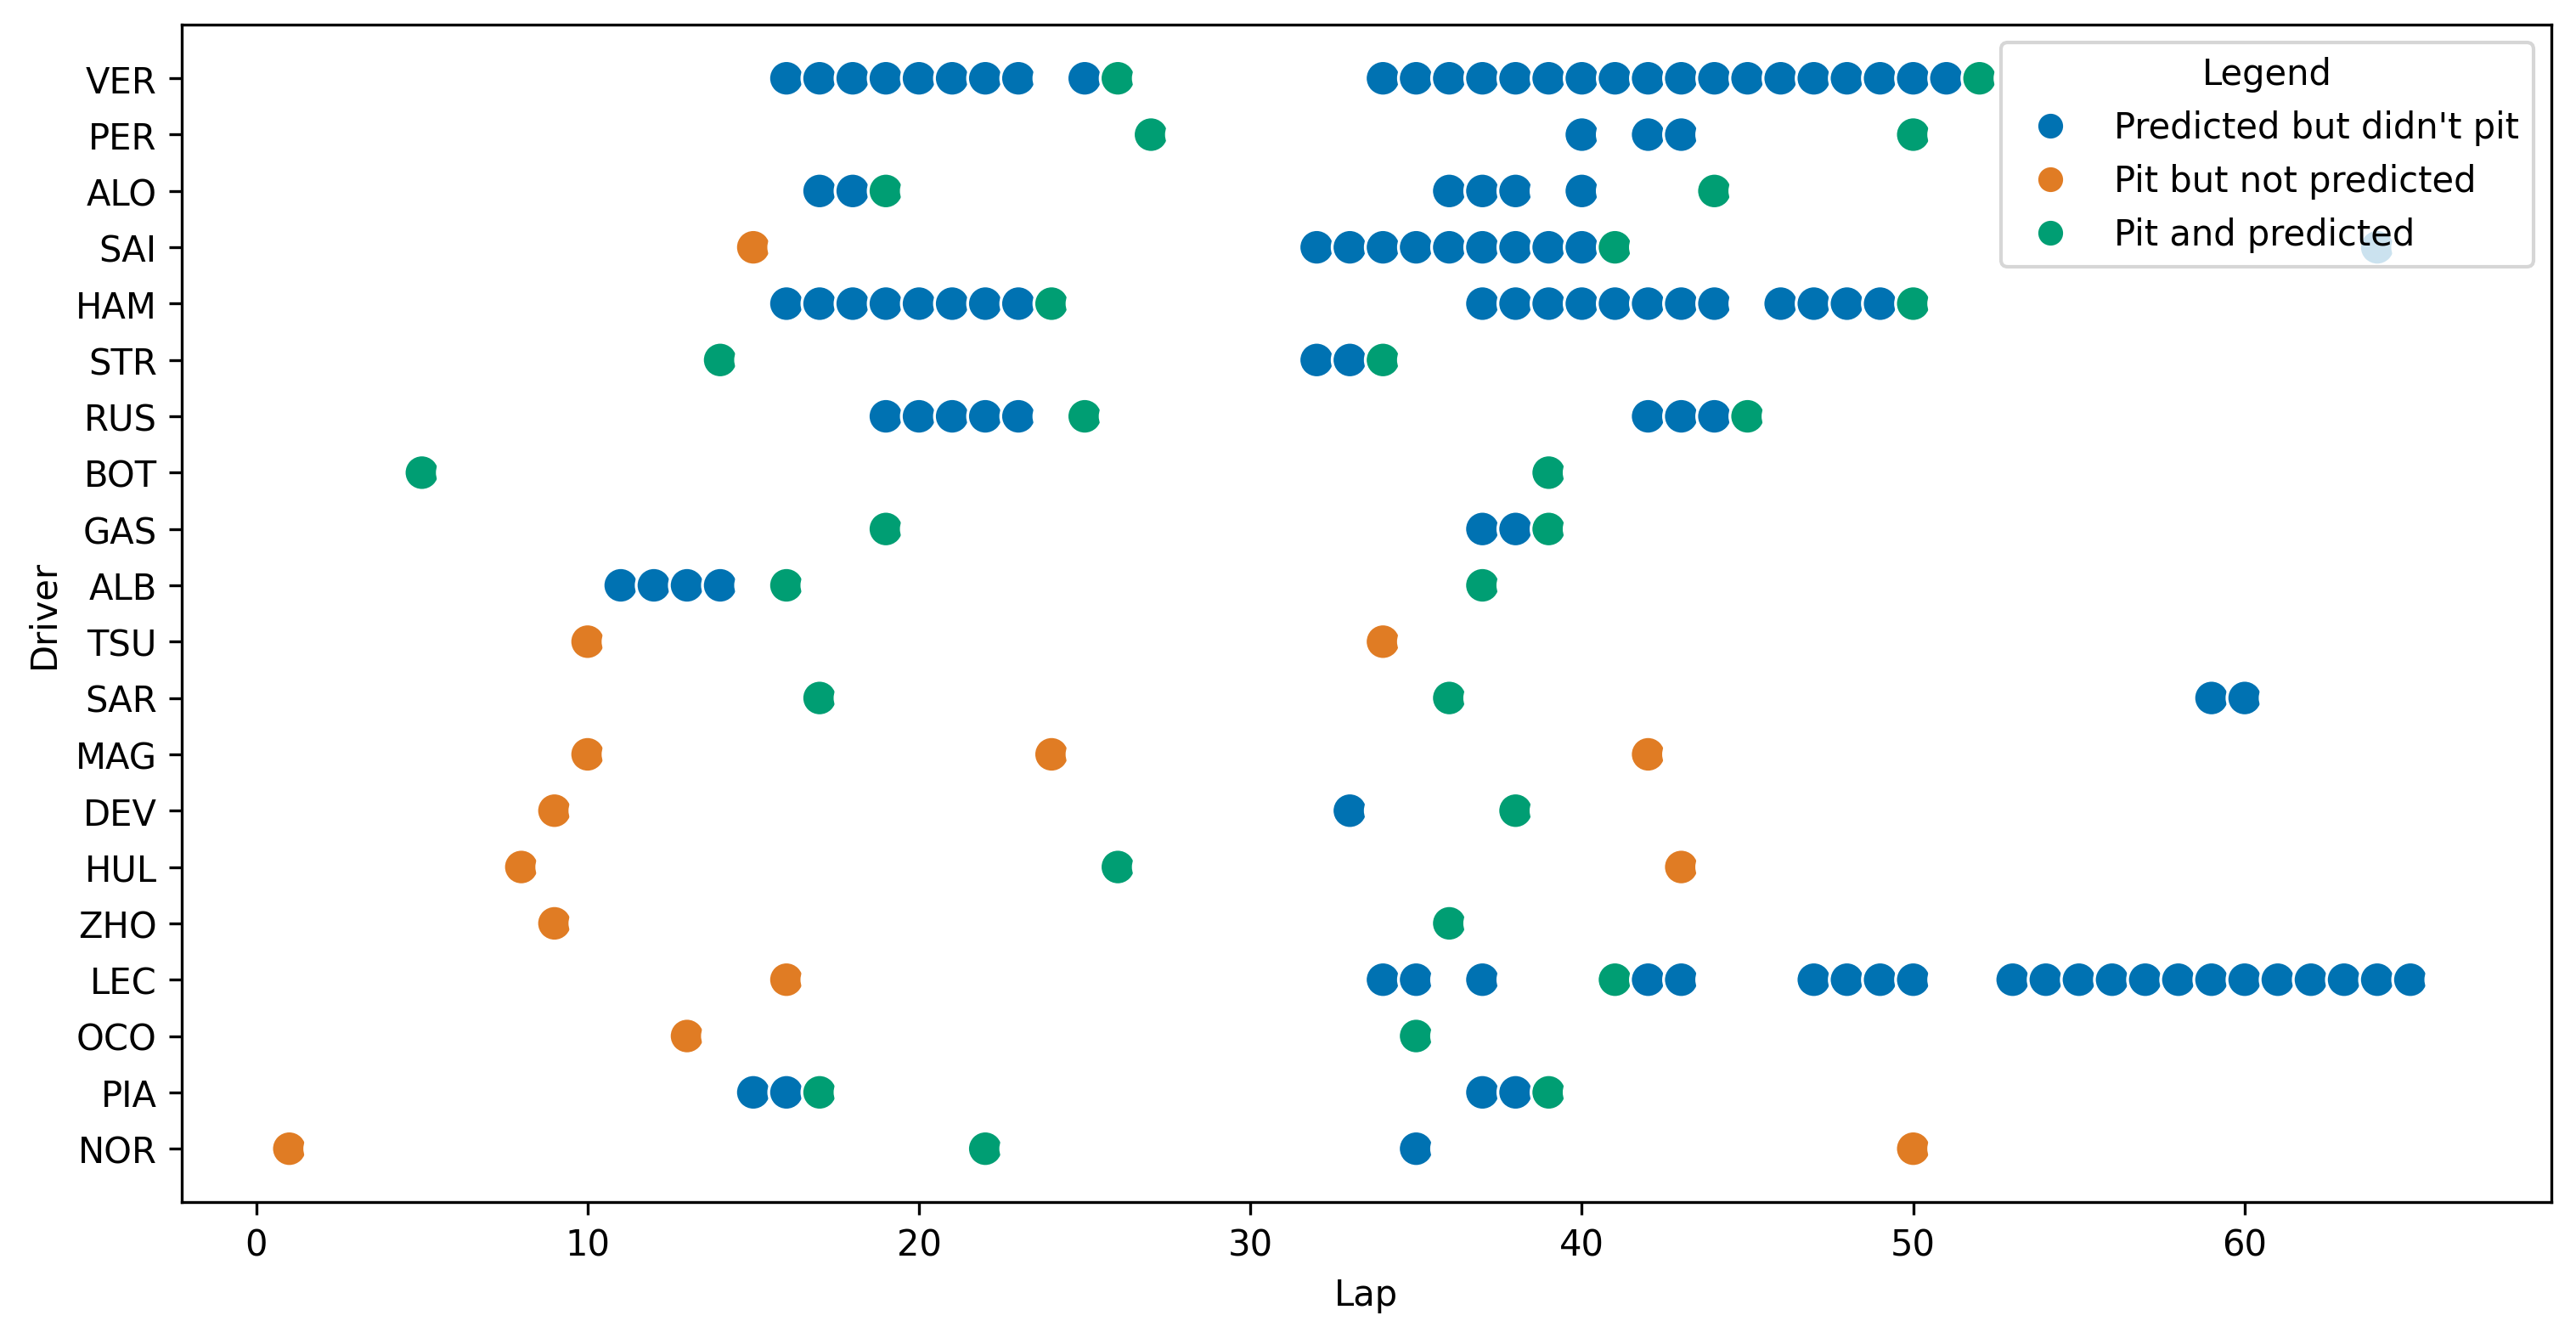 Legend
Predicted but didn't pit
Pit but not predicted
Pit and predicted
Driver
VER
PER
ALO
SAI
HAM
STR
RUS
BOT
GAS
ALB
TSU
SAR
MAG
DEV
HUL
ZHO
LEC
OCO
PIA
NOR
0 10 20 30 40 50 60
Lap